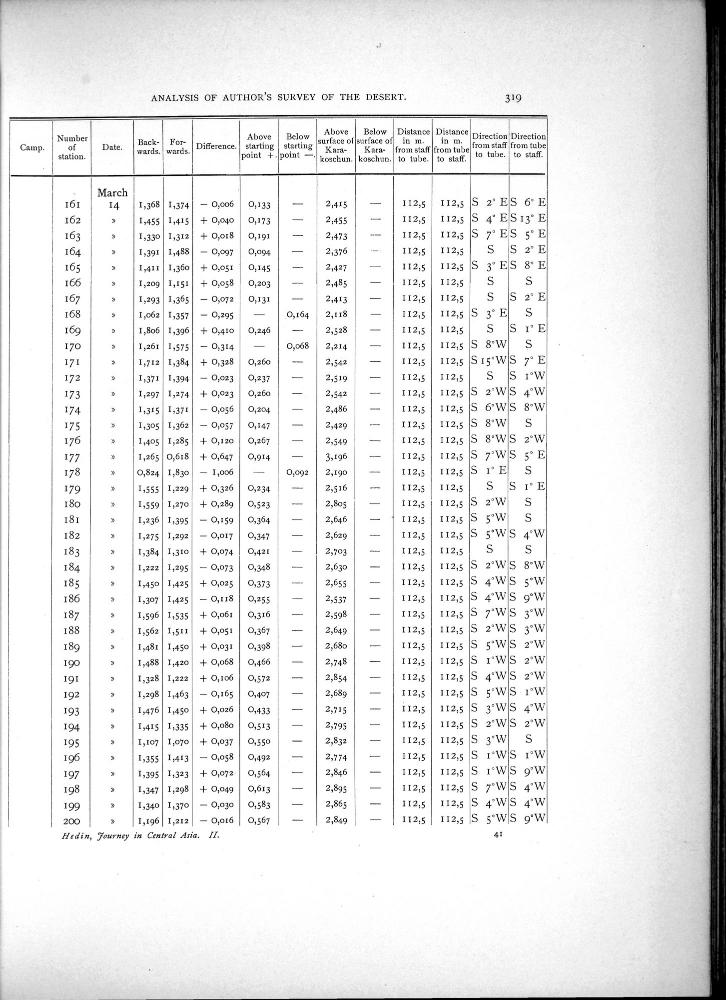 ANALYSIS OF AUTHOR'S SURVEY OF THE DESERT. 319
Camp. Number of station. Date. Back-wards. For-wards. Difference. Above starting point +. Below starting point —. Above surface of Kara-koschun. Below surface of Kara-koschun. Distance in m. from staff to tube. Distance in m. from tube to staff. Direction from staff to tube. Direction from tube to staff.
March
161 14 1,368 1,374 — 0,006 0,133 — 2,415 — 112,5 112,5 S 2° E S 6° E
162 » 1,455 1,415 + 0,040 0,173 — 2,455 — 112,5 112,5 S 4° E S 13° E
163 » 1,330 1,312 + 0,018 0,191 — 2,473 — 112,5 112,5 S 7° E S 5° E
164 » 1,391 1,488 — 0,097 0,094 — 2,376 — 112,5 112,5 S S 2° E
165 » 1,411 1,360 + 0,051 0,145 — 2,427 — 112,5 112,5 S 3° E S 8° E
166 » 1,209 1,151 + 0,058 0,203 — 2,485 — 112,5 112,5 S S
167 » 1,293 1,365 — 0,072 0,131 — 2,413 — 112,5 112,5 S S 2° E
168 » 1,062 1,357 — 0,295 — 0,164 2,118 — 112,5 112,5 S 3° E S
169 » 1,806 1,396 + 0,410 0,246 — 2,528 — 112,5 112,5 S S 1° E
170 » 1,261 1,575 — 0,314 — 0,068 2,214 — 112,5 112,5 S 8° W S
171 » 1,712 1,384 + 0,328 0,260 — 2,542 — 112,5 112,5 S 15° W S 7° E
172 » 1,371 1,394 — 0,023 0,237 — 2,519 — 112,5 112,5 S S 1° W
173 » 1,297 1,274 + 0,023 0,260 — 2,542 — 112,5 112,5 S 2° W S 4° W
174 » 1,315 1,371 — 0,056 0,204 — 2,486 — 112,5 112,5 S 6° W S 8° W
175 » 1,305 1,362 — 0,057 0,147 — 2,429 — 112,5 112,5 S 8° W S
176 » 1,405 1,285 + 0,120 0,267 — 2,549 — 112,5 112,5 S 8° W S 2° W
177 » 1,265 0,618 + 0,647 0,914 — 3,196 — 112,5 112,5 S 7° W S 5° E
178 » 0,824 1,830 — 1,006 — 0,092 2,190 — 112,5 112,5 S 1° E S
179 » 1,555 1,229 + 0,326 0,234 — 2,516 — 112,5 112,5 S S 1° E
180 » 1,559 1,270 + 0,289 0,523 — 2,805 — 112,5 112,5 S 2° W S
181 » 1,236 1,395 — 0,159 0,364 — 2,646 — 112,5 112,5 S 5° W S
182 » 1,275 1,292 — 0,017 0,347 — 2,629 — 112,5 112,5 S 5° W S 4° W
183 » 1,384 1,310 + 0,074 0,421 — 2,703 — 112,5 112,5 S S
184 » 1,222 1,295 — 0,073 0,348 — 2,630 — 112,5 112,5 S 2° W S 8° W
185 » 1,450 1,425 + 0,025 0,373 — 2,655 — 112,5 112,5 S 4° W S 5° W
186 » 1,307 1,425 — 0,118 0,255 — 2,537 — 112,5 112,5 S 4° W S 9° W
187 » 1,596 1,535 + 0,061 0,316 — 2,598 — 112,5 112,5 S 7° W S 3° W
188 » 1,562 1,511 + 0,051 0,367 — 2,649 — 112,5 112,5 S 2° W S 3° W
189 » 1,481 1,450 + 0,031 0,398 — 2,680 — 112,5 112,5 S 5° W S 2° W
190 » 1,488 1,420 + 0,068 0,466 — 2,748 — 112,5 112,5 S 1° W S 2° W
191 » 1,328 1,222 + 0,106 0,572 — 2,854 — 112,5 112,5 S 4° W S 2° W
192 » 1,298 1,463 — 0,165 0,407 — 2,689 — 112,5 112,5 S 5° W S 1° W
193 » 1,476 1,450 + 0,026 0,433 — 2,715 — 112,5 112,5 S 3° W S 4° W
194 » 1,415 1,335 + 0,080 0,513 — 2,795 — 112,5 112,5 S 2° W S 2° W
195 » 1,107 1,070 + 0,037 0,550 — 2,832 — 112,5 112,5 S 3° W S
196 » 1,355 1,413 — 0,058 0,492 — 2,774 — 112,5 112,5 S 1° W S 1° W
197 » 1,395 1,323 + 0,072 0,564 — 2,846 — 112,5 112,5 S 1° W S 9° W
198 » 1,347 1,298 + 0,049 0,613 — 2,895 — 112,5 112,5 S 7° W S 4° W
199 » 1,340 1,370 — 0,030 0,583 — 2,865 — 112,5 112,5 S 4° W S 4° W
200 » 1,196 1,212 — 0,016 0,567 — 2,849 — 112,5 112,5 S 5° W S 9° W
Hedin, Journey in Central Asia. II. 41